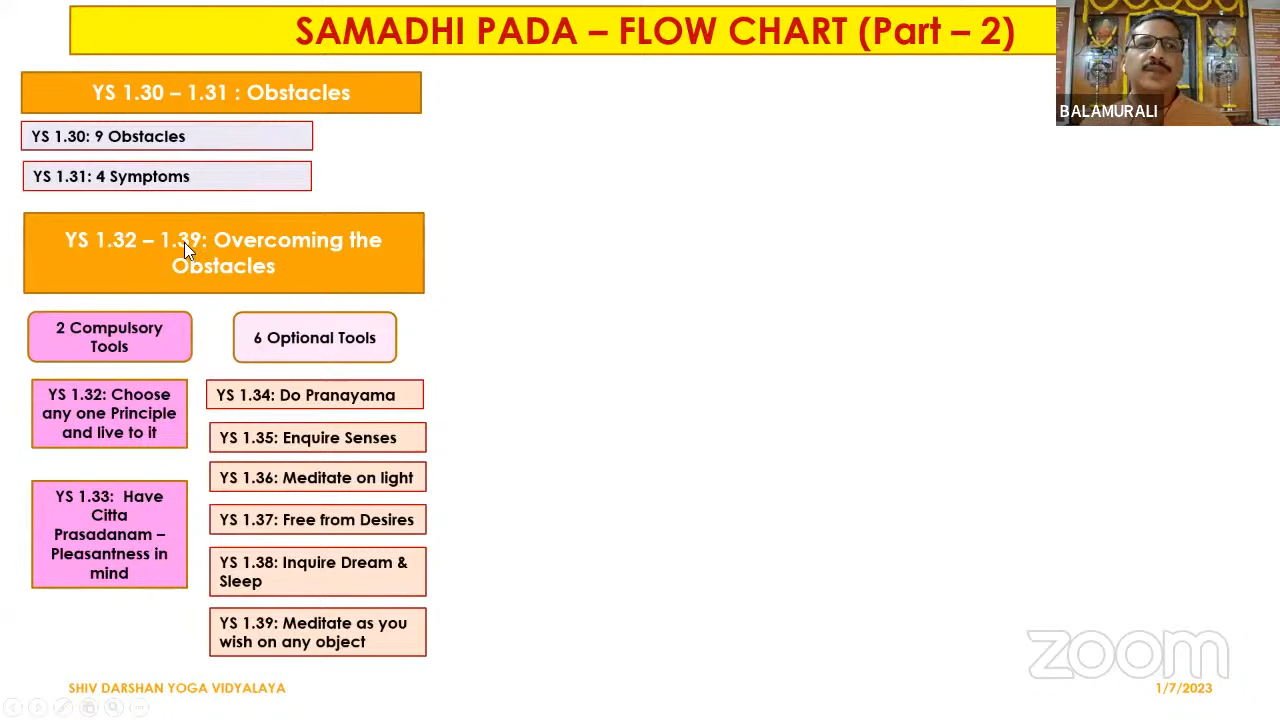 SAMADHI PADA – FLOW CHART (Part – 2)
BALAMURALI
YS 1.30 – 1.31 : Obstacles
YS 1.30: 9 Obstacles
YS 1.31: 4 Symptoms
YS 1.32 – 1.39: Overcoming the
Obstacles
2 Compulsory
Tools
6 Optional Tools
YS 1.32: Choose
any one Principle
and live to it
YS 1.33: Have
Citta
Prasadanam –
Pleasantness in
mind
YS 1.34: Do Pranayama
YS 1.35: Enquire Senses
YS 1.36: Meditate on light
YS 1.37: Free from Desires
YS 1.38: Inquire Dream &
Sleep
YS 1.39: Meditate as you
wish on any object
zoom
SHIV DARSHAN YOGA VIDYALAYA
1/7/2023